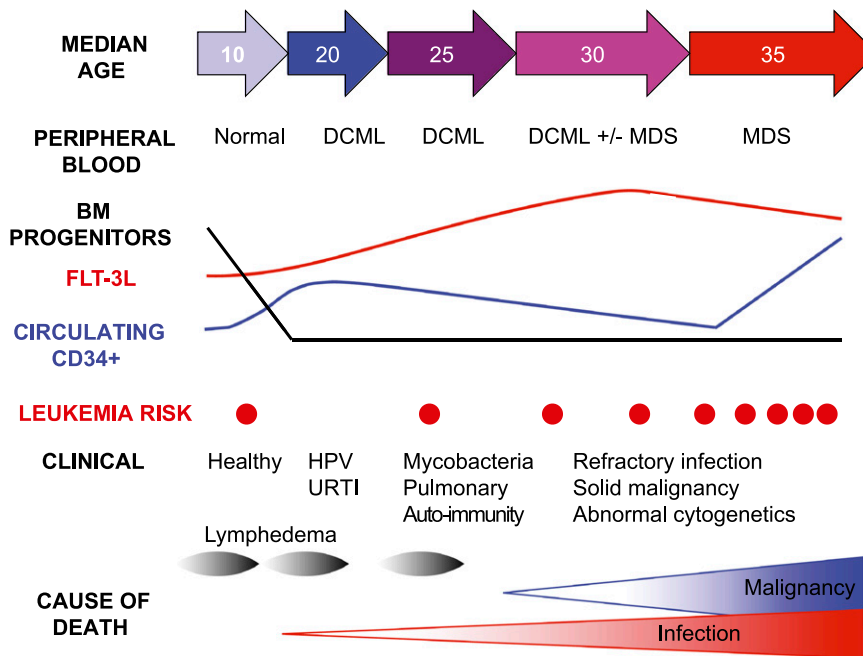 MEDIAN
AGE
10 20 25 30 35
PERIPHERAL
BLOOD
Normal DCML DCML DCML +/- MDS MDS
BM
PROGENITORS
FLT-3L
CIRCULATING
CD34+
LEUKEMIA RISK
CLINICAL
Healthy HPV Mycobacteria Refractory infection
URTI Pulmonary Solid malignancy
Auto-immunity Abnormal cytogenetics
Lymphedema
CAUSE OF
DEATH
Malignancy
Infection